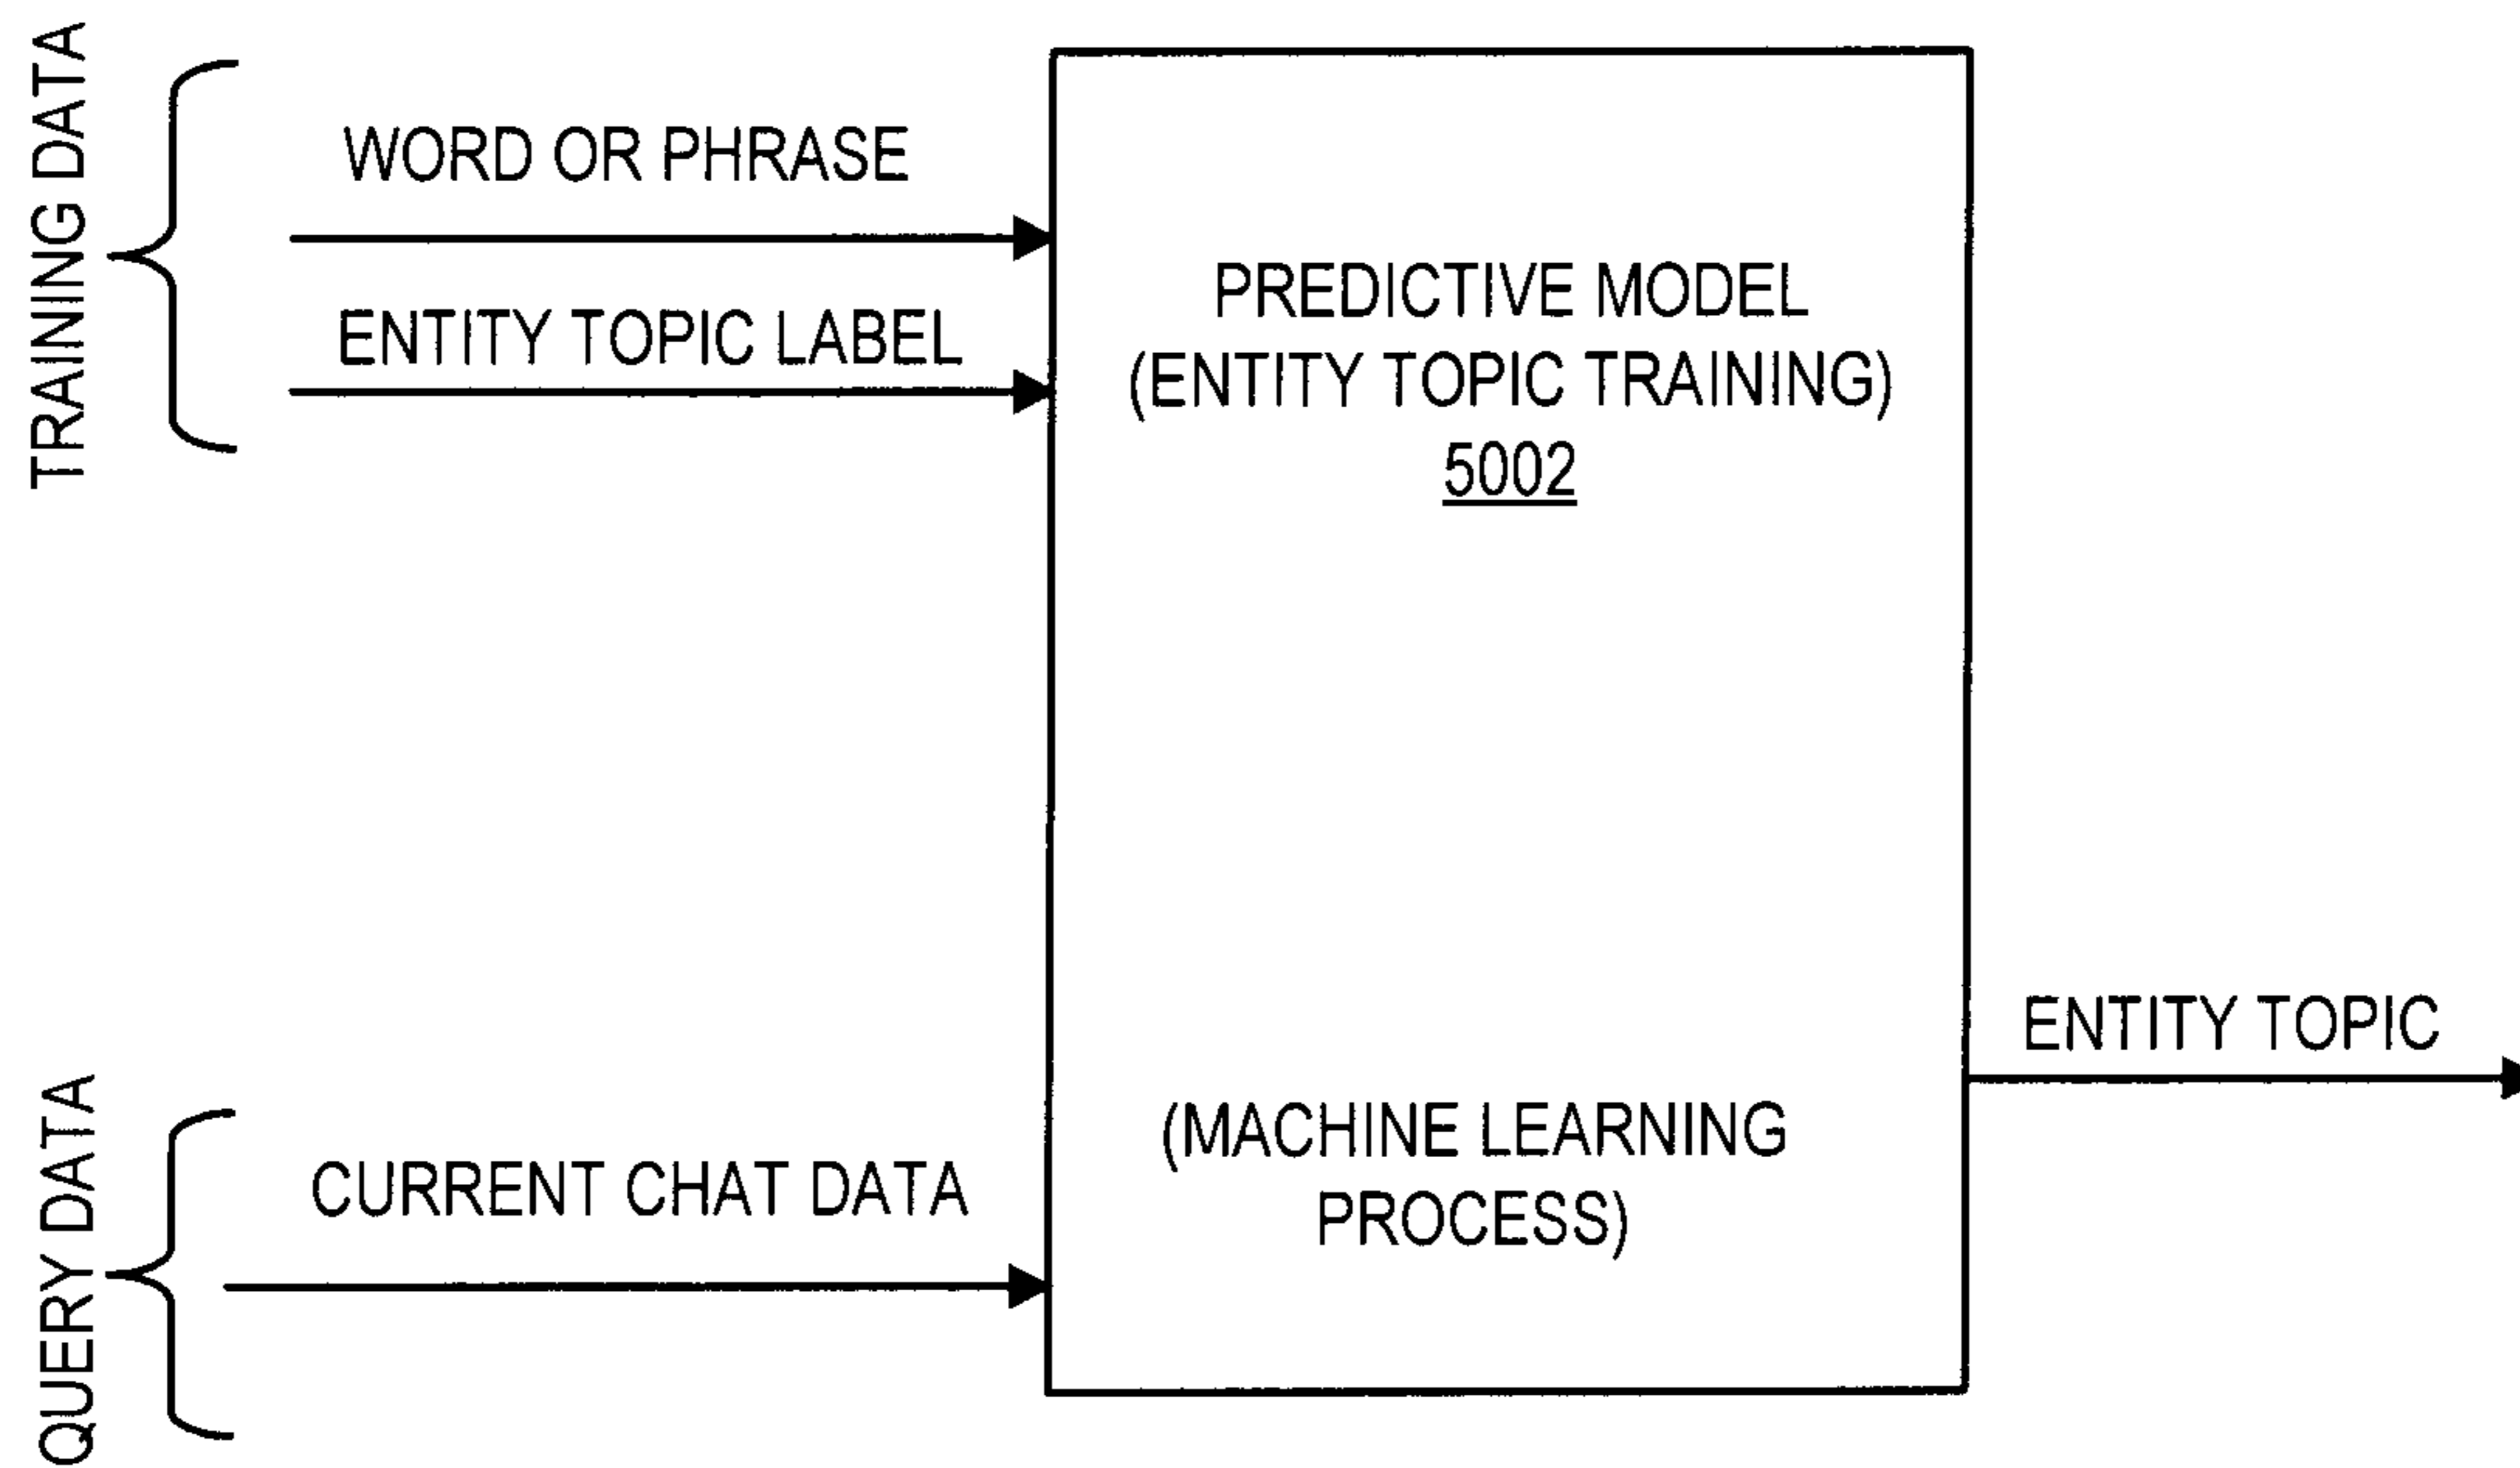 TRAINING DATA
WORD OR PHRASE
ENTITY TOPIC LABEL
PREDICTIVE MODEL
(ENTITY TOPIC TRAINING)
5002
QUERY DATA
CURRENT CHAT DATA
(MACHINE LEARNING
PROCESS)
ENTITY TOPIC